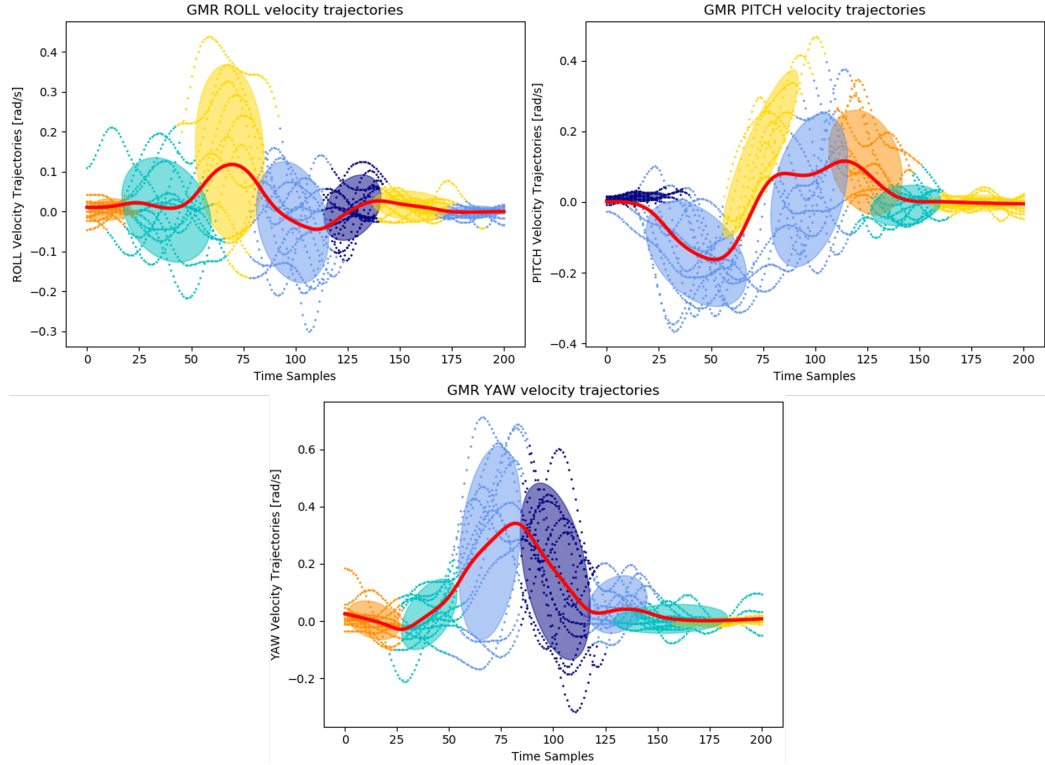 GMR ROLL velocity trajectories
ROLL Velocity Trajectories [rad/s]
0.4
0.3
0.2
0.1
0.0
−0.1
−0.2
−0.3
0 25 50 75 100 125 150 175 200
Time Samples
GMR PITCH velocity trajectories
PITCH Velocity Trajectories [rad/s]
0.4
0.2
0.0
−0.2
−0.4
0 25 50 75 100 125 150 175 200
Time Samples
GMR YAW velocity trajectories
YAW Velocity Trajectories [rad/s]
0.6
0.4
0.2
0.0
−0.2
0 25 50 75 100 125 150 175 200
Time Samples